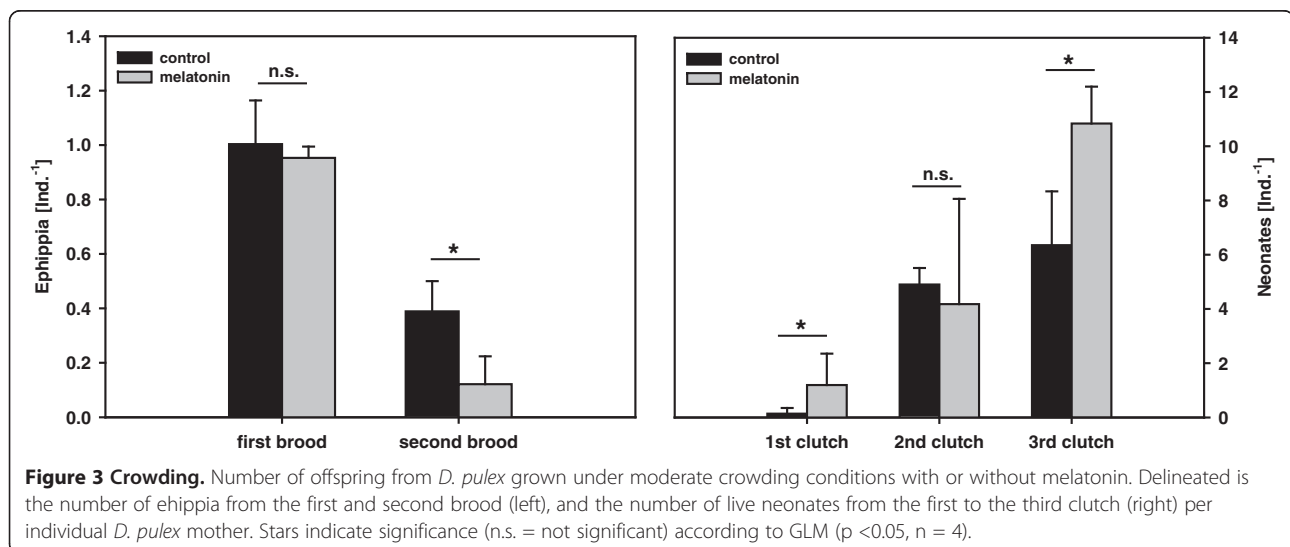 1.4
1.2
1.0
0.8
0.6
0.4
0.2
0.0
Ephippia [Ind.-1]
control
melatonin
n.s.
*
first brood
second brood
control
melatonin
*
n.s.
*
1st clutch
2nd clutch
3rd clutch
14
12
10
8
6
4
2
0
Neonates [Ind.-1]
Figure 3 Crowding. Number of offspring from D. pulex grown under moderate crowding conditions with or without melatonin. Delineated is
the number of ehippia from the first and second brood (left), and the number of live neonates from the first to the third clutch (right) per
individual D. pulex mother. Stars indicate significance (n.s. = not significant) according to GLM (p <0.05, n = 4).